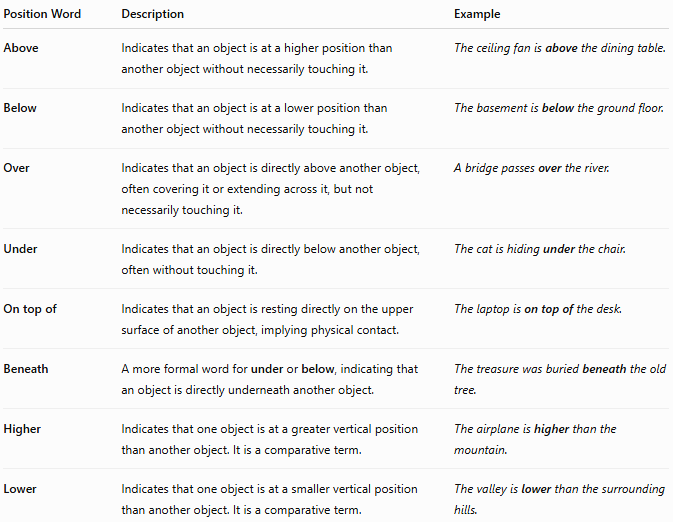 Position Word Description Example
Above Indicates that an object is at a higher position than The ceiling fan is above the dining table.
another object without necessarily touching it.
Below Indicates that an object is at a lower position than The basement is below the ground floor.
another object without necessarily touching it.
Over Indicates that an object is directly above another object, A bridge passes over the river.
often covering it or extending across it, but not
necessarily touching it.
Under Indicates that an object is directly below another object, The cat is hiding under the chair.
often without touching it.
On top of Indicates that an object is resting directly on the upper The laptop is on top of the desk.
surface of another object, implying physical contact.
Beneath A more formal word for under or below, indicating that The treasure was buried beneath the old
an object is directly underneath another object. tree.
Higher Indicates that one object is at a greater vertical position The airplane is higher than the
than another object. It is a comparative term. mountain.
Lower Indicates that one object is at a smaller vertical position The valley is lower than the surrounding
than another object. It is a comparative term. hills.